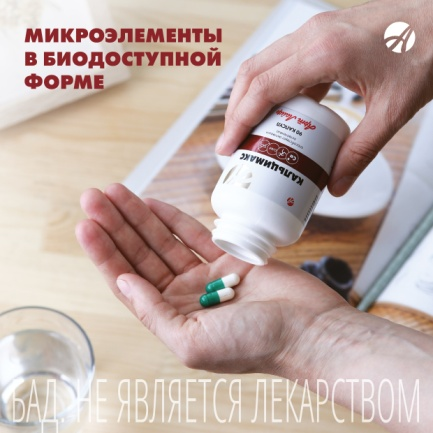 МИКРОЭЛЕМЕНТЫ
В БИОДОСТУПНОЙ
ФОРМЕ
90 КАПСУЛ
КАЛЬЦИМАКС
БАД. НЕ ЯВЛЯЕТСЯ ЛЕКАРСТВОМ